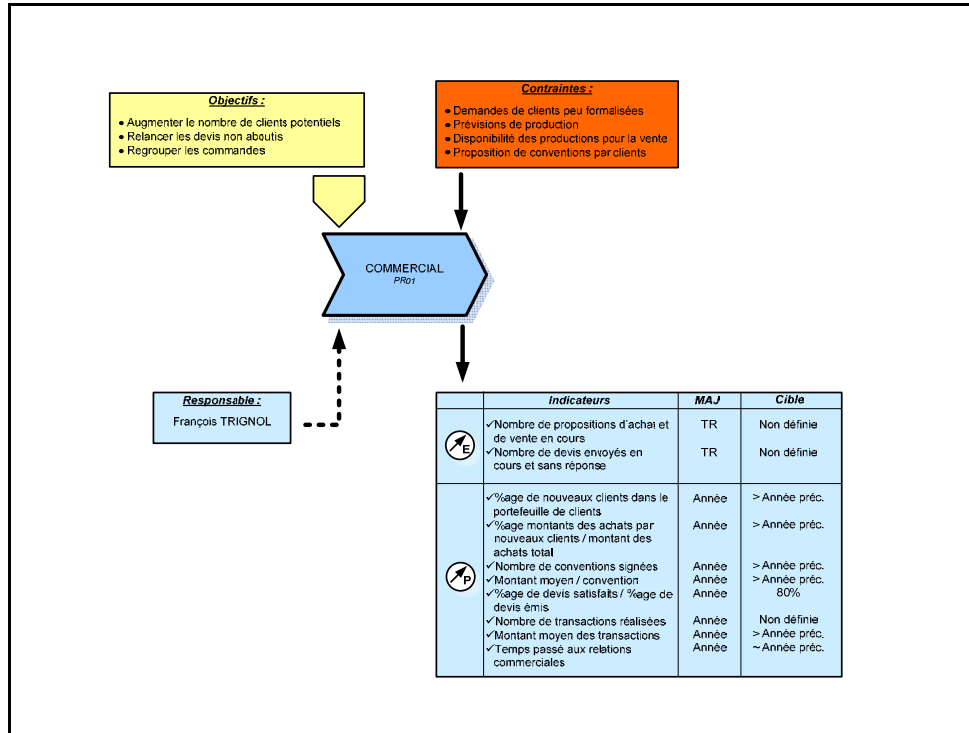 Objectifs :
• Augmenter le nombre de clients potentiels
• Relancer les devis non aboutis
• Regrouper les commandes
Contraintes :
• Demandes de clients peu formalisées
• Prévisions de production
• Disponibilité des productions pour la vente
• Proposition de conventions par clients
COMMERCIAL
PR01
Responsable :
François TRIGNOL
Indicateurs MAJ Cible
E
✓Nombre de propositions d'achat et TR Non définie
de vente en cours
✓Nombre de devis envoyés en TR Non définie
cours et sans réponse
P
✓%age de nouveaux clients dans le Année > Année préc.
portefeuille de clients
✓%age montants des achats par Année > Année préc.
nouveaux clients / montant des
achats total
✓Nombre de conventions signées Année > Année préc.
✓Montant moyen / convention Année > Année préc.
✓%age de devis satisfaits / %age de Année 80%
devis émis
✓Nombre de transactions réalisées Année Non définie
✓Montant moyen des transactions Année > Année préc.
✓Temps passé aux relations Année ~ Année préc.
commerciales